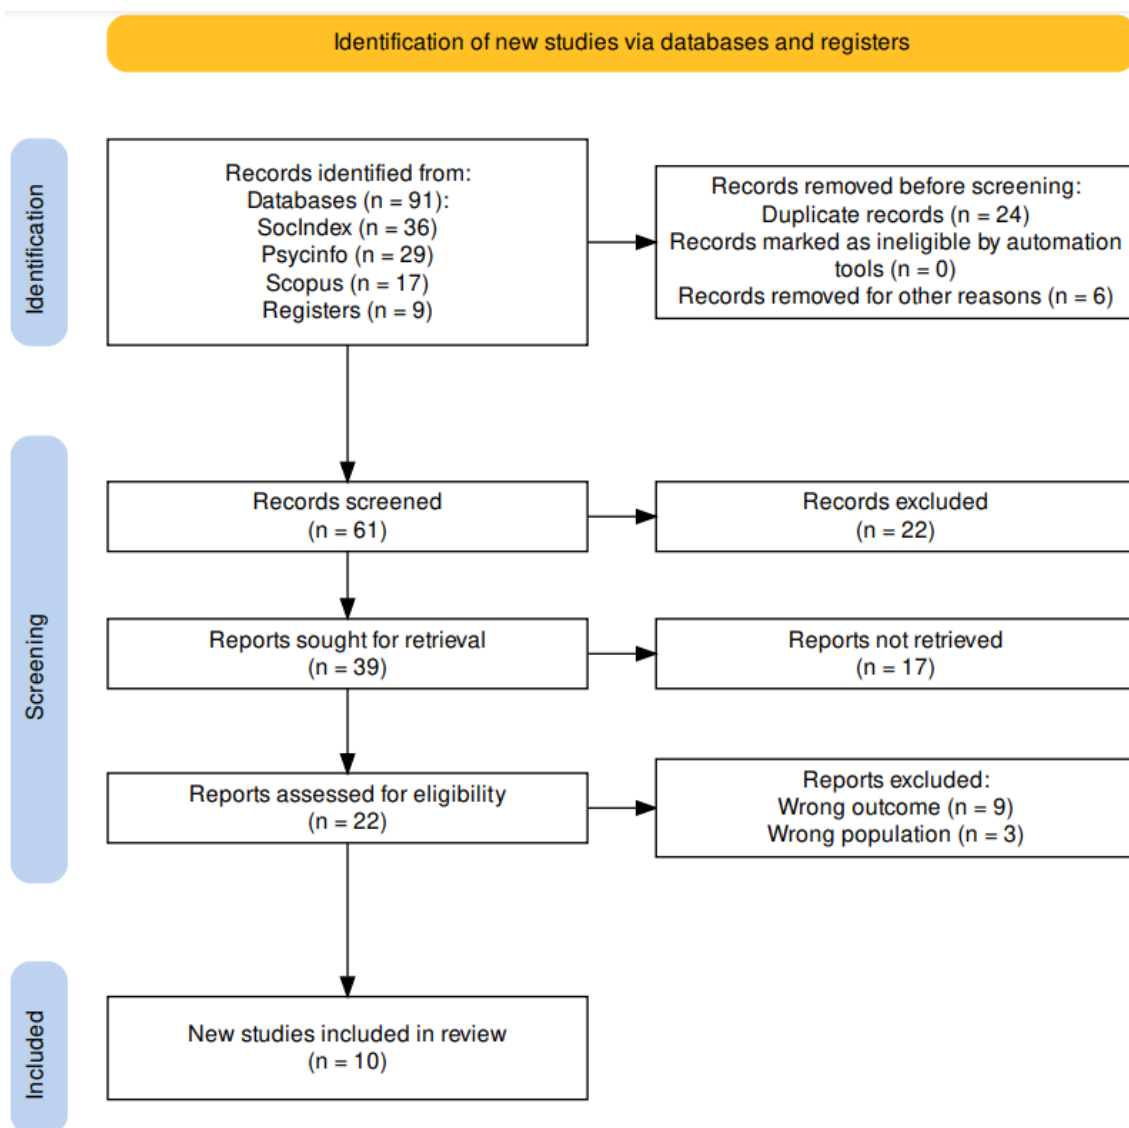 Identification of new studies via databases and registers
Identification
Records identified from:
Databases (n = 91):
SocIndex (n = 36)
Psycinfo (n = 29)
Scopus (n = 17)
Registers (n = 9)
Records removed before screening:
Duplicate records (n = 24)
Records marked as ineligible by automation
tools (n = 0)
Records removed for other reasons (n = 6)
Screening
Records screened
(n = 61)
Records excluded
(n = 22)
Reports sought for retrieval
(n = 39)
Reports not retrieved
(n = 17)
Reports assessed for eligibility
(n = 22)
Reports excluded:
Wrong outcome (n = 9)
Wrong population (n = 3)
Included
New studies included in review
(n = 10)